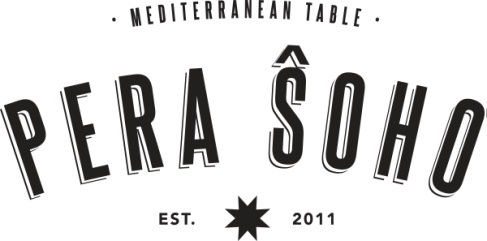 · MEDITERRANEAN TABLE ·
PERA ŜOHO
EST. 2011